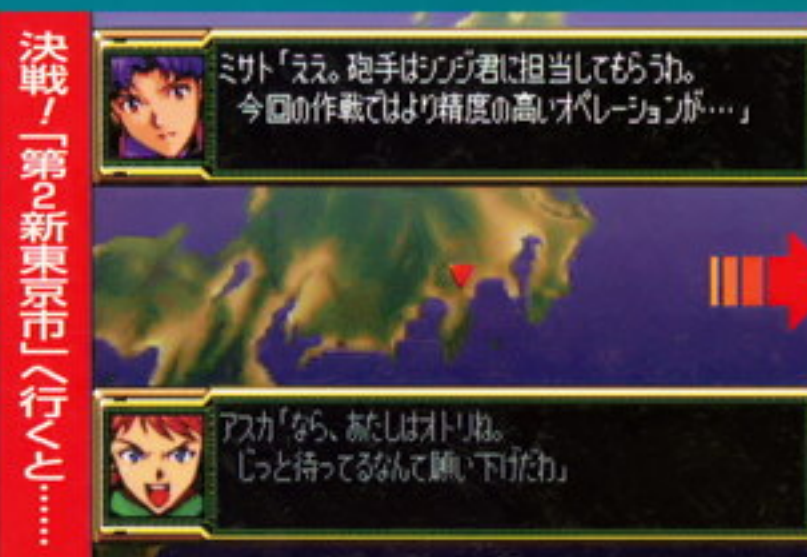 決戦!「第2新東京市」へ行くと……
ミサト「ええ。砲手はシンジ君に担当してもらうわ。
今回の作戦ではより精度の高いオペレーションが…」
アスカ「なら、あたしはオトリね。
じっと待ってるなんて願い下げだわ」